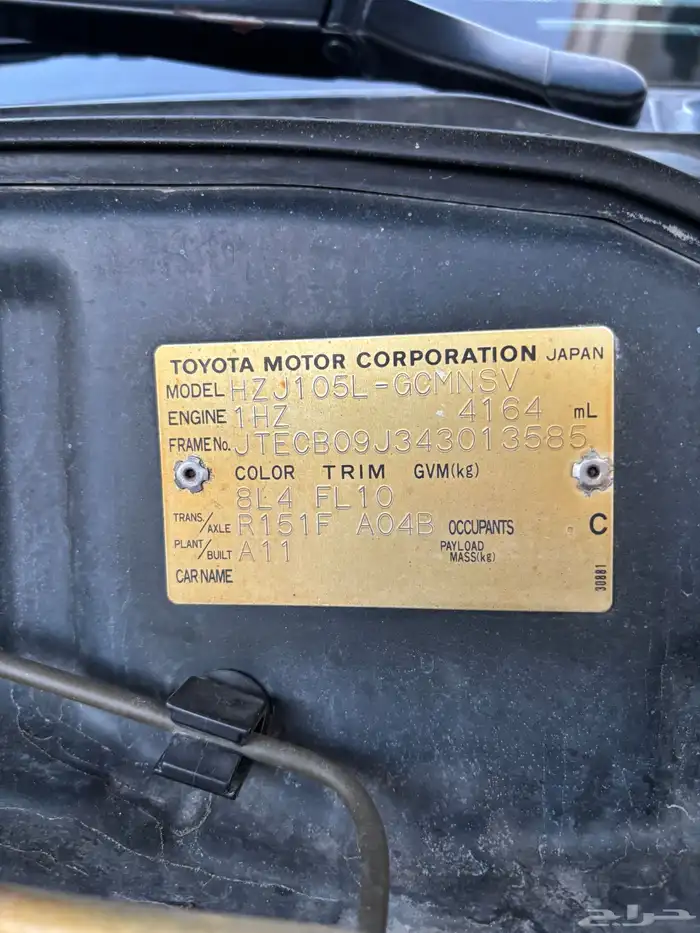 TOYOTA MOTOR CORPORATION JAPAN
MODEL HZJ105L-GCMNSV
ENGINE 1HZ 4164 mL
FRAME No. JTECB09J343013585
COLOR TRIM GVM(kg)
8L4 FL10
TRANS./AXLE R151F A04B OCCUPANTS C
PLANT/BUILT A11 PAYLOAD MASS(kg)
CAR NAME
30881
حراج